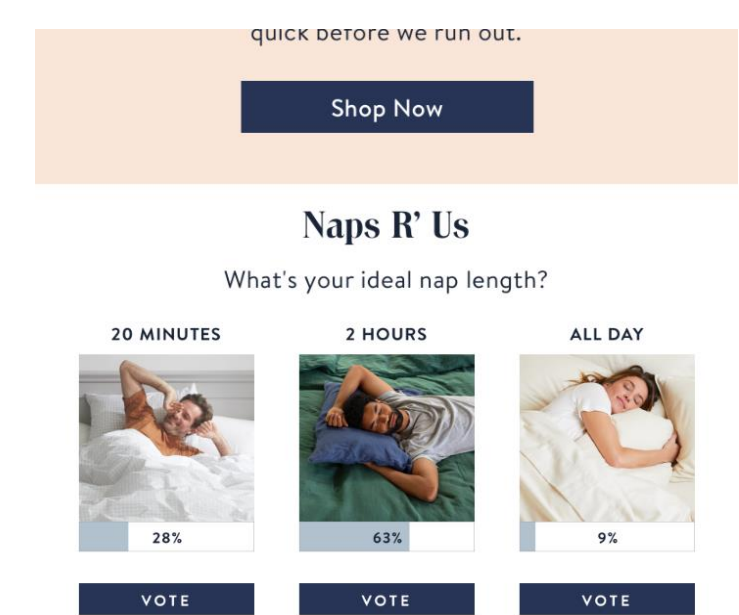 quick before we run out.
Shop Now
Naps R’ Us
What's your ideal nap length?
20 MINUTES
2 HOURS
ALL DAY
28%
63%
9%
VOTE
VOTE
VOTE